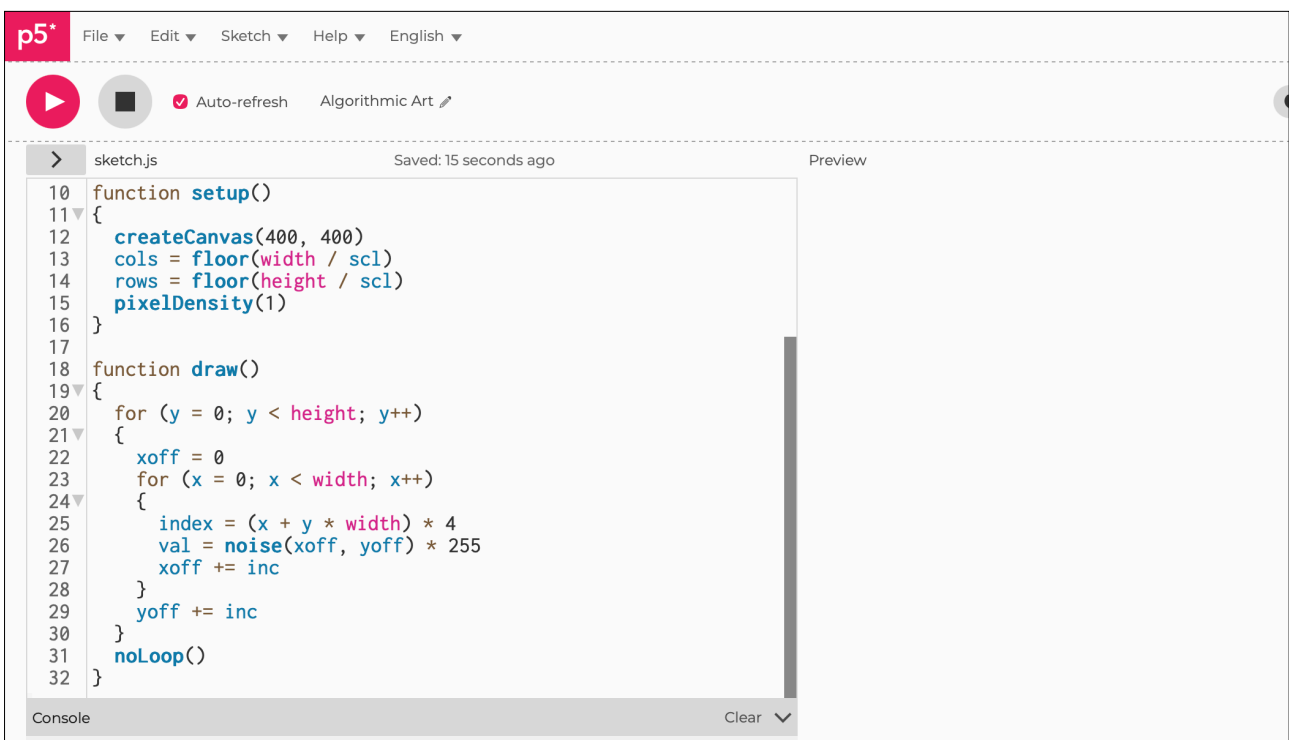 p5* File Edit Sketch Help English
Auto-refresh Algorithmic Art
sketch.js Saved: 15 seconds ago Preview
10 function setup()
11 {
12   createCanvas(400, 400)
13   cols = floor(width / scl)
14   rows = floor(height / scl)
15   pixelDensity(1)
16 }
17
18 function draw()
19 {
20   for (y = 0; y < height; y++)
21   {
22     xoff = 0
23     for (x = 0; x < width; x++)
24     {
25       index = (x + y * width) * 4
26       val = noise(xoff, yoff) * 255
27       xoff += inc
28     }
29     yoff += inc
30   }
31   noLoop()
32 }
Console Clear